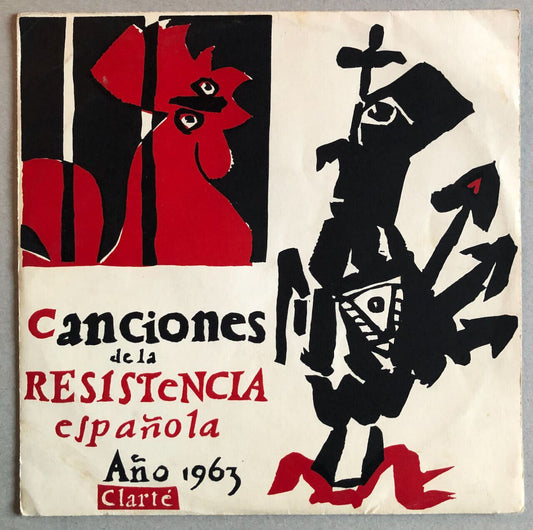 Canciones
de la
RESISTeNCIA
española
Año 1963
Clarté